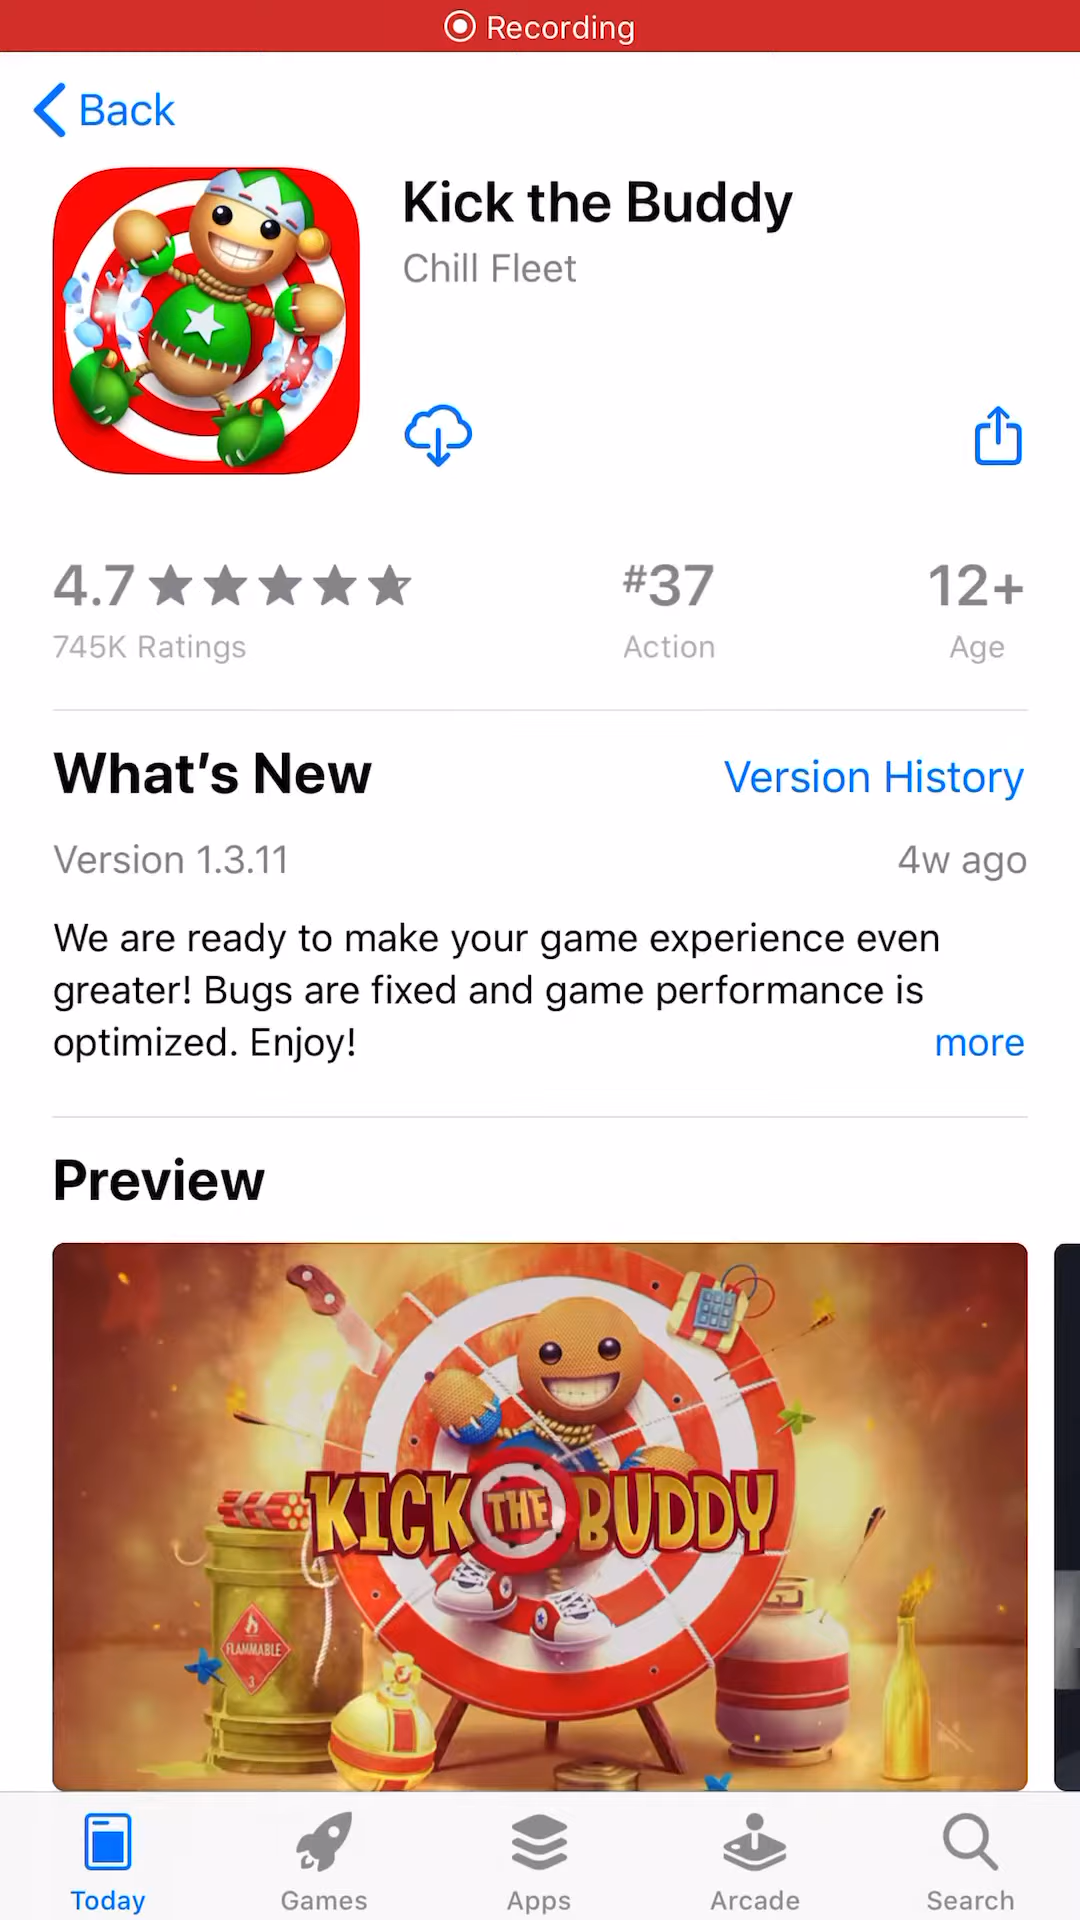 Recording
Back
Kick the Buddy
Chill Fleet
4.7
#37
12+
745K Ratings
Action
Age
What's New
Version History
Version 1.3.11
4w ago
We are ready to make your game experience even
greater! Bugs are fixed and game performance is
optimized. Enjoy!
more
Preview
KICK THE BUDDY
FLAMMABLE
3
Today
Games
Apps
Arcade
Search